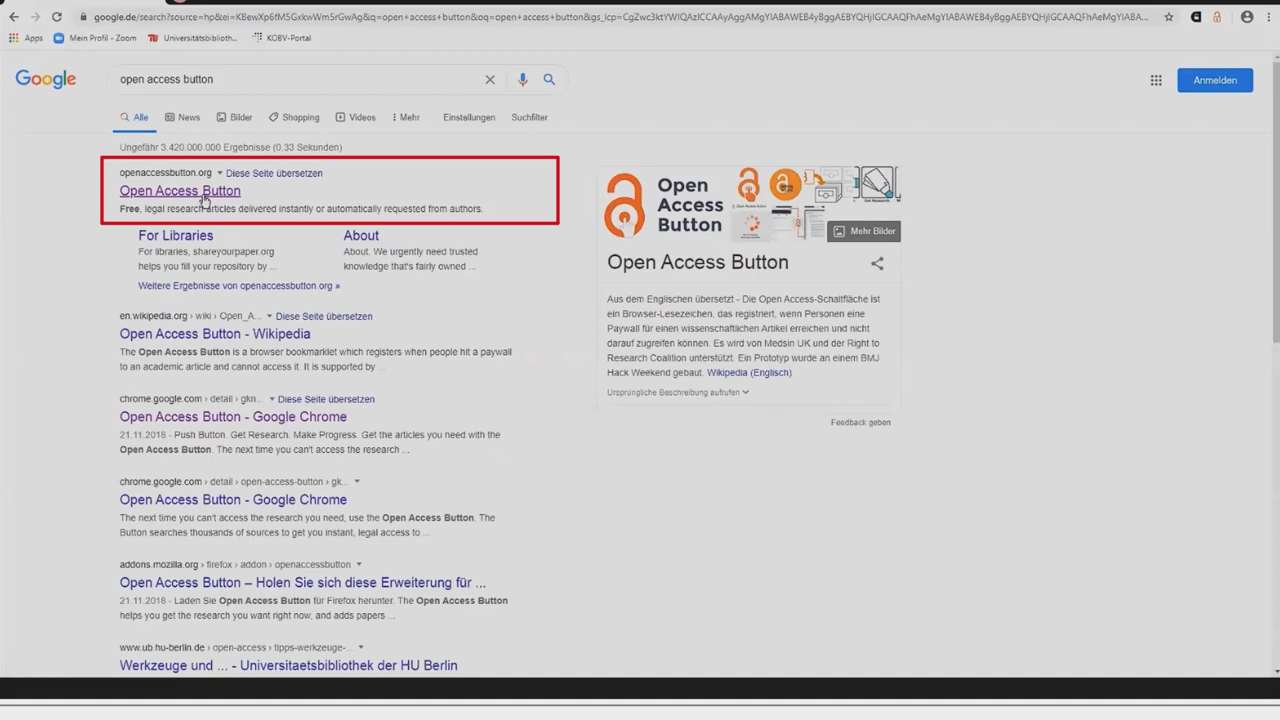 google.de/search?source=hp&ei=KBewXp6fM5GxkwWm5rGwAg&q=open+access+button&oq=open+access+button&gs_lcp=
Apps
Mein Profil - Zoom
Universitätsbiblioth...
KOBV-Portal
Google
open access button
Anmelden
Alle
News
Bilder
Shopping
Videos
Mehr
Einstellungen
Suchfilter
Ungefähr 3.420.000.000 Ergebnisse (0,33 Sekunden)
openaccessbutton.org ▾ Diese Seite übersetzen
Open Access Button
Free, legal research articles delivered instantly or automatically requested from authors.
For Libraries
For libraries, shareyourpaper.org
helps you fill your repository by ...
About
About. We urgently need trusted
knowledge that's fairly owned ...
Weitere Ergebnisse von openaccessbutton.org »
en.wikipedia.org › wiki › Open_A... ▾ Diese Seite übersetzen
Open Access Button - Wikipedia
The Open Access Button is a browser bookmarklet which registers when people hit a paywall
to an academic article and cannot access it. It is supported by ...
chrome.google.com › detail › gkn... ▾ Diese Seite übersetzen
Open Access Button - Google Chrome
21.11.2018 - Push Button. Get Research. Make Progress. Get the articles you need with the
Open Access Button. The next time you can't access the research ...
chrome.google.com › detail › open-access-button › gk... ▾
Open Access Button - Google Chrome
The next time you can't access the research you need, use the Open Access Button. The
Button searches thousands of sources to get you instant, legal access to ...
addons.mozilla.org › firefox › addon › openaccessbutton ▾
Open Access Button – Holen Sie sich diese Erweiterung für ...
21.11.2018 - Laden Sie Open Access Button für Firefox herunter. The Open Access Button
helps you get the research you want right now, and adds papers ...
www.ub.hu-berlin.de › open-access › tipps-werkzeuge-... ▾
Werkzeuge und ... - Universitaetsbibliothek der HU Berlin
Open
Access
Button
Mehr Bilder
Open Access Button
Aus dem Englischen übersetzt - Die Open Access-Schaltfläche ist
ein Browser-Lesezeichen, das registriert, wenn Personen eine
Paywall für einen wissenschaftlichen Artikel erreichen und nicht
darauf zugreifen können. Es wird von Medsin UK und der Right to
Research Coalition unterstützt. Ein Prototyp wurde an einem BMJ
Hack Weekend gebaut. Wikipedia (Englisch)
Ursprüngliche Beschreibung aufrufen
Feedback geben